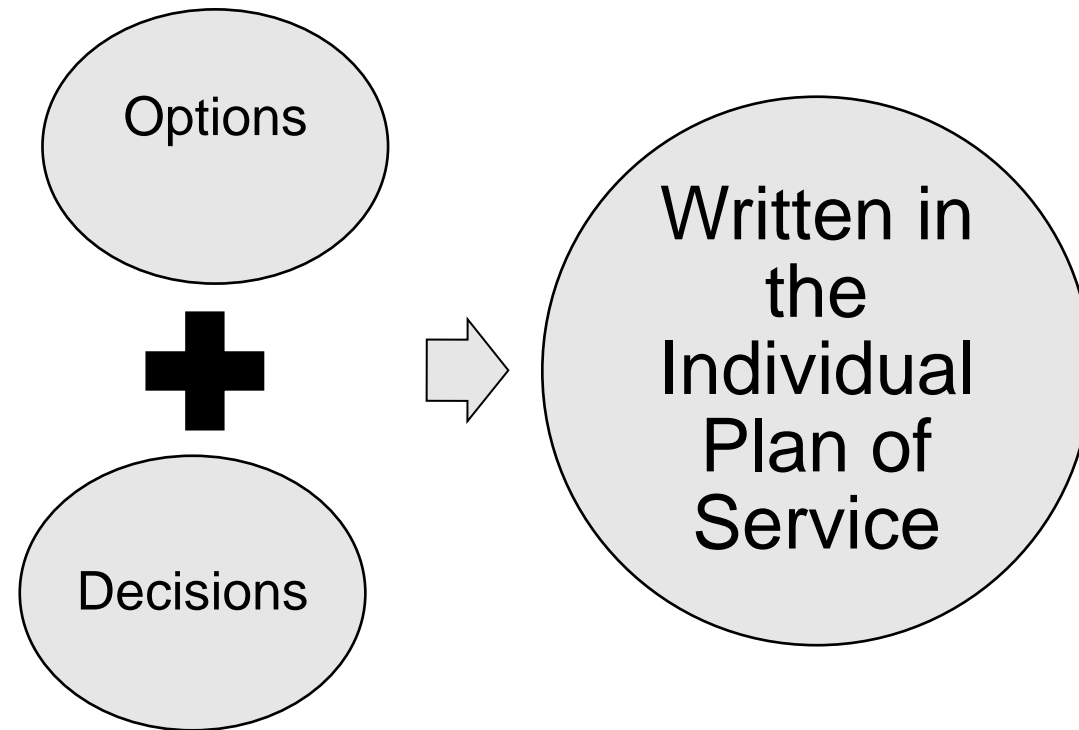 Options
Decisions
Written in
the
Individual
Plan of
Service